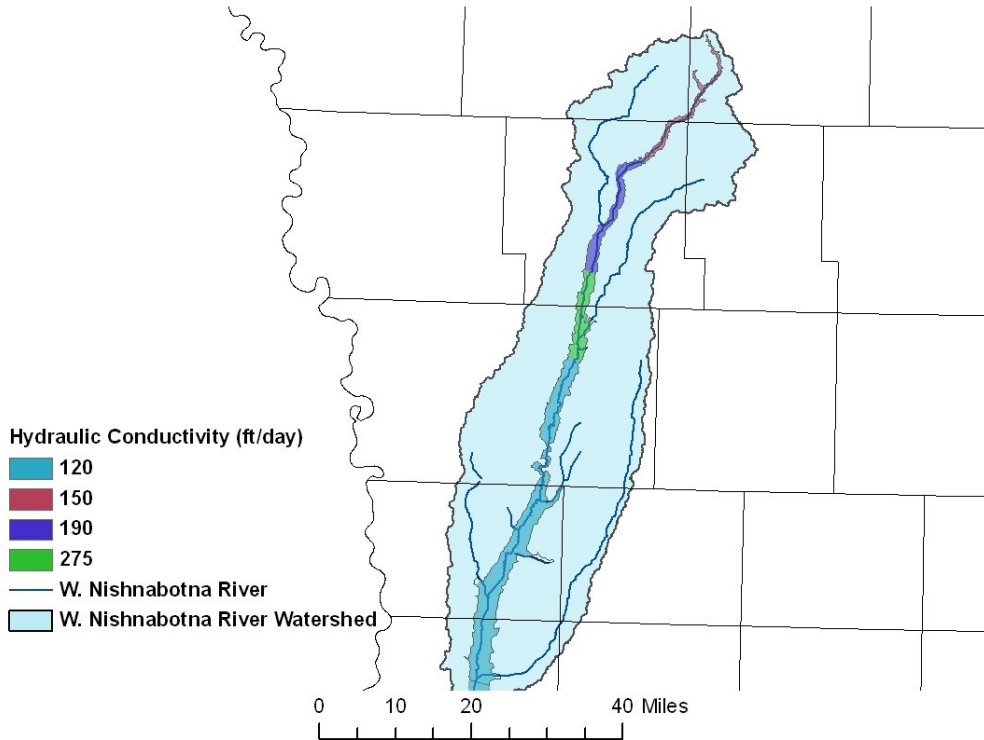 Hydraulic Conductivity (ft/day)
120
150
190
275
W. Nishnabotna River
W. Nishnabotna River Watershed
0 10 20 40 Miles